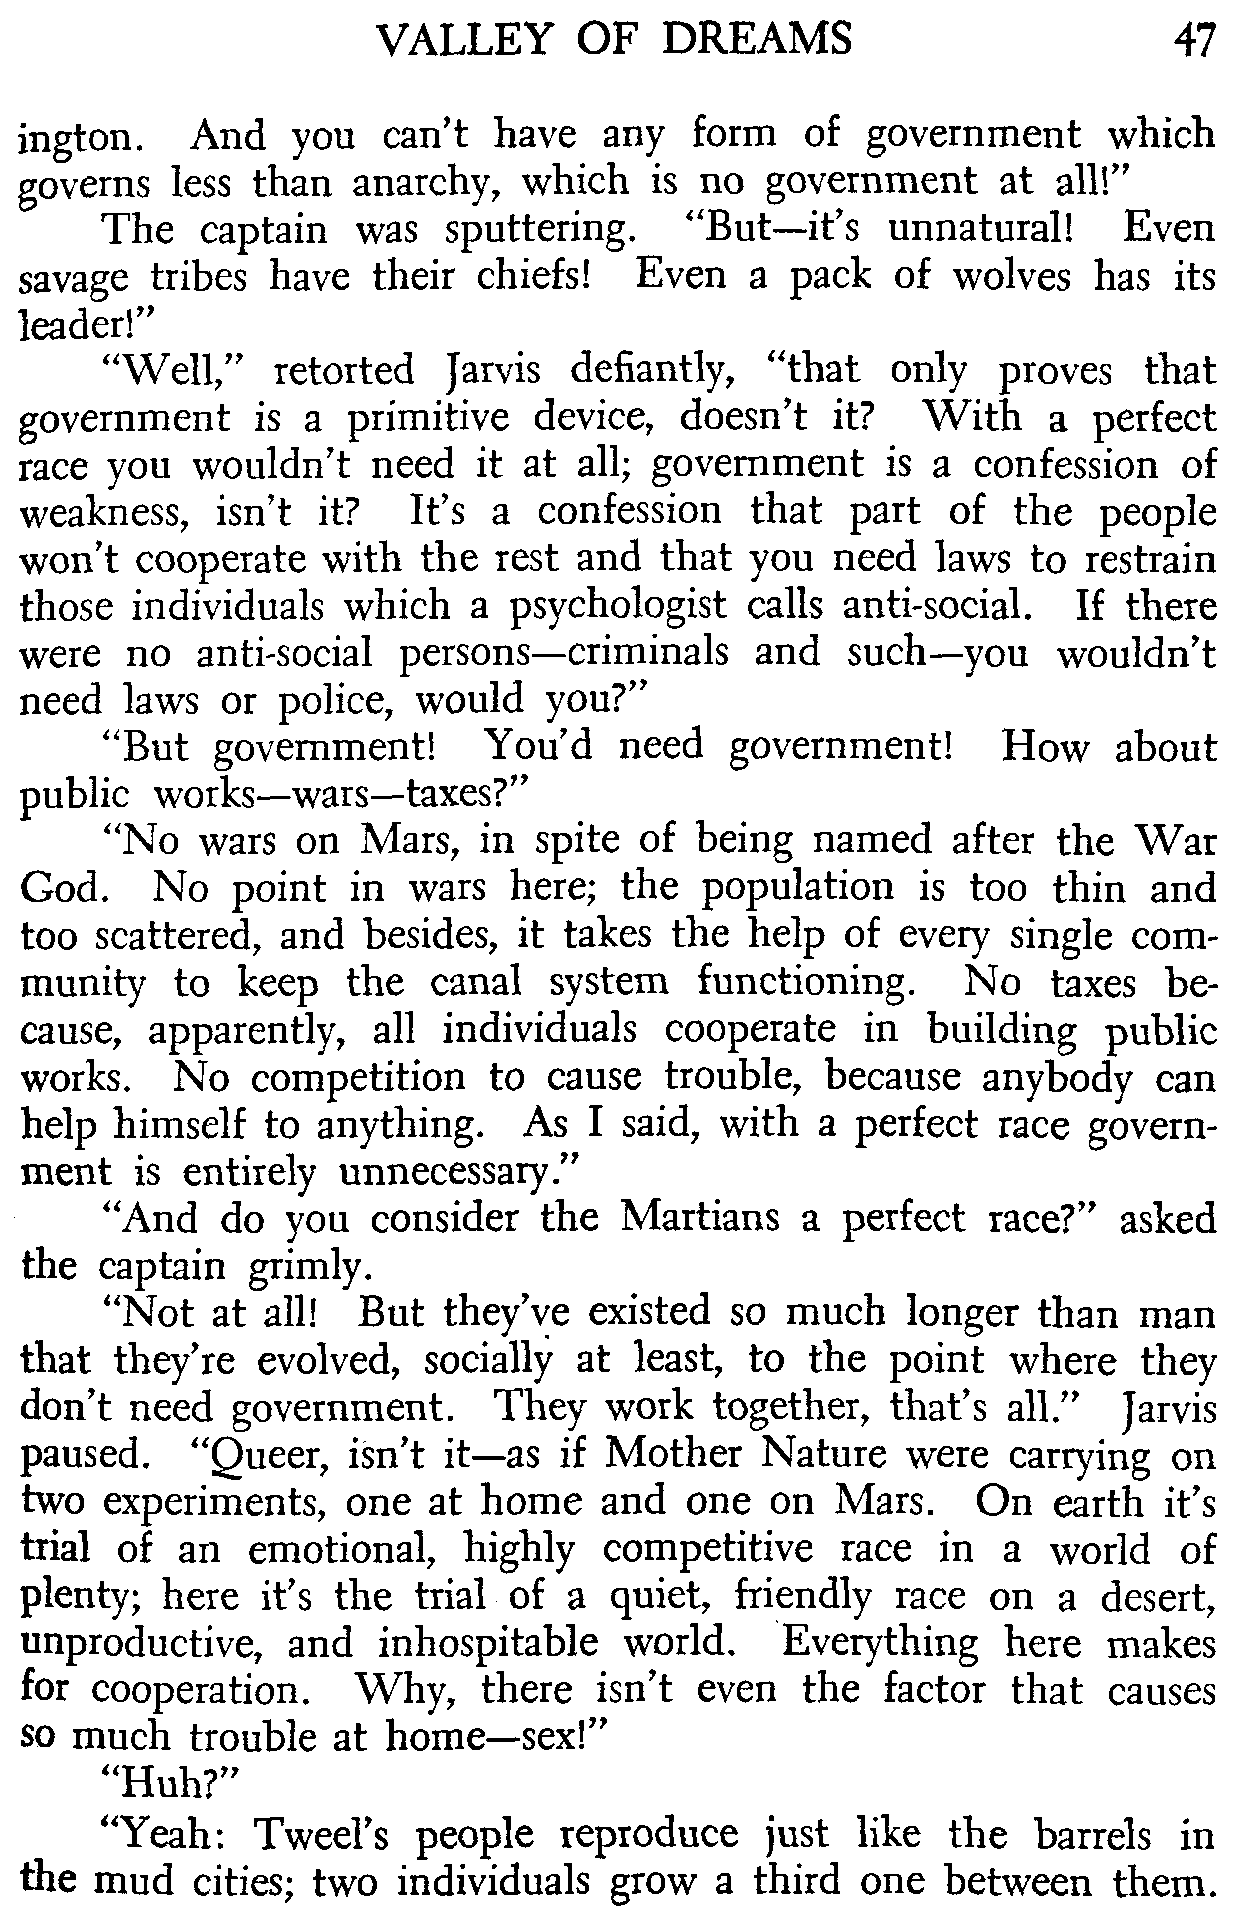 VALLEY OF DREAMS 47
ington. And you can't have any form of government which
governs less than anarchy, which is no government at all!"
The captain was sputtering. "But—it's unnatural! Even
savage tribes have their chiefs! Even a pack of wolves has its
leader!"
"Well," retorted Jarvis defiantly, "that only proves that
government is a primitive device, doesn't it? With a perfect
race you wouldn't need it at all; government is a confession of
weakness, isn't it? It's a confession that part of the people
won't cooperate with the rest and that you need laws to restrain
those individuals which a psychologist calls anti-social. If there
were no anti-social persons—criminals and such—you wouldn't
need laws or police, would you?"
"But government! You'd need government! How about
public works—wars—taxes?"
"No wars on Mars, in spite of being named after the War
God. No point in wars here; the population is too thin and
too scattered, and besides, it takes the help of every single com-
munity to keep the canal system functioning. No taxes be-
cause, apparently, all individuals cooperate in building public
works. No competition to cause trouble, because anybody can
help himself to anything. As I said, with a perfect race govern-
ment is entirely unnecessary."
"And do you consider the Martians a perfect race?" asked
the captain grimly.
"Not at all! But they've existed so much longer than man
that they're evolved, socially at least, to the point where they
don't need government. They work together, that's all." Jarvis
paused. "Queer, isn't it—as if Mother Nature were carrying on
two experiments, one at home and one on Mars. On earth it's
trial of an emotional, highly competitive race in a world of
plenty; here it's the trial of a quiet, friendly race on a desert,
unproductive, and inhospitable world. Everything here makes
for cooperation. Why, there isn't even the factor that causes
so much trouble at home—sex!"
"Huh?"
"Yeah: Tweel's people reproduce just like the barrels in
the mud cities; two individuals grow a third one between them.